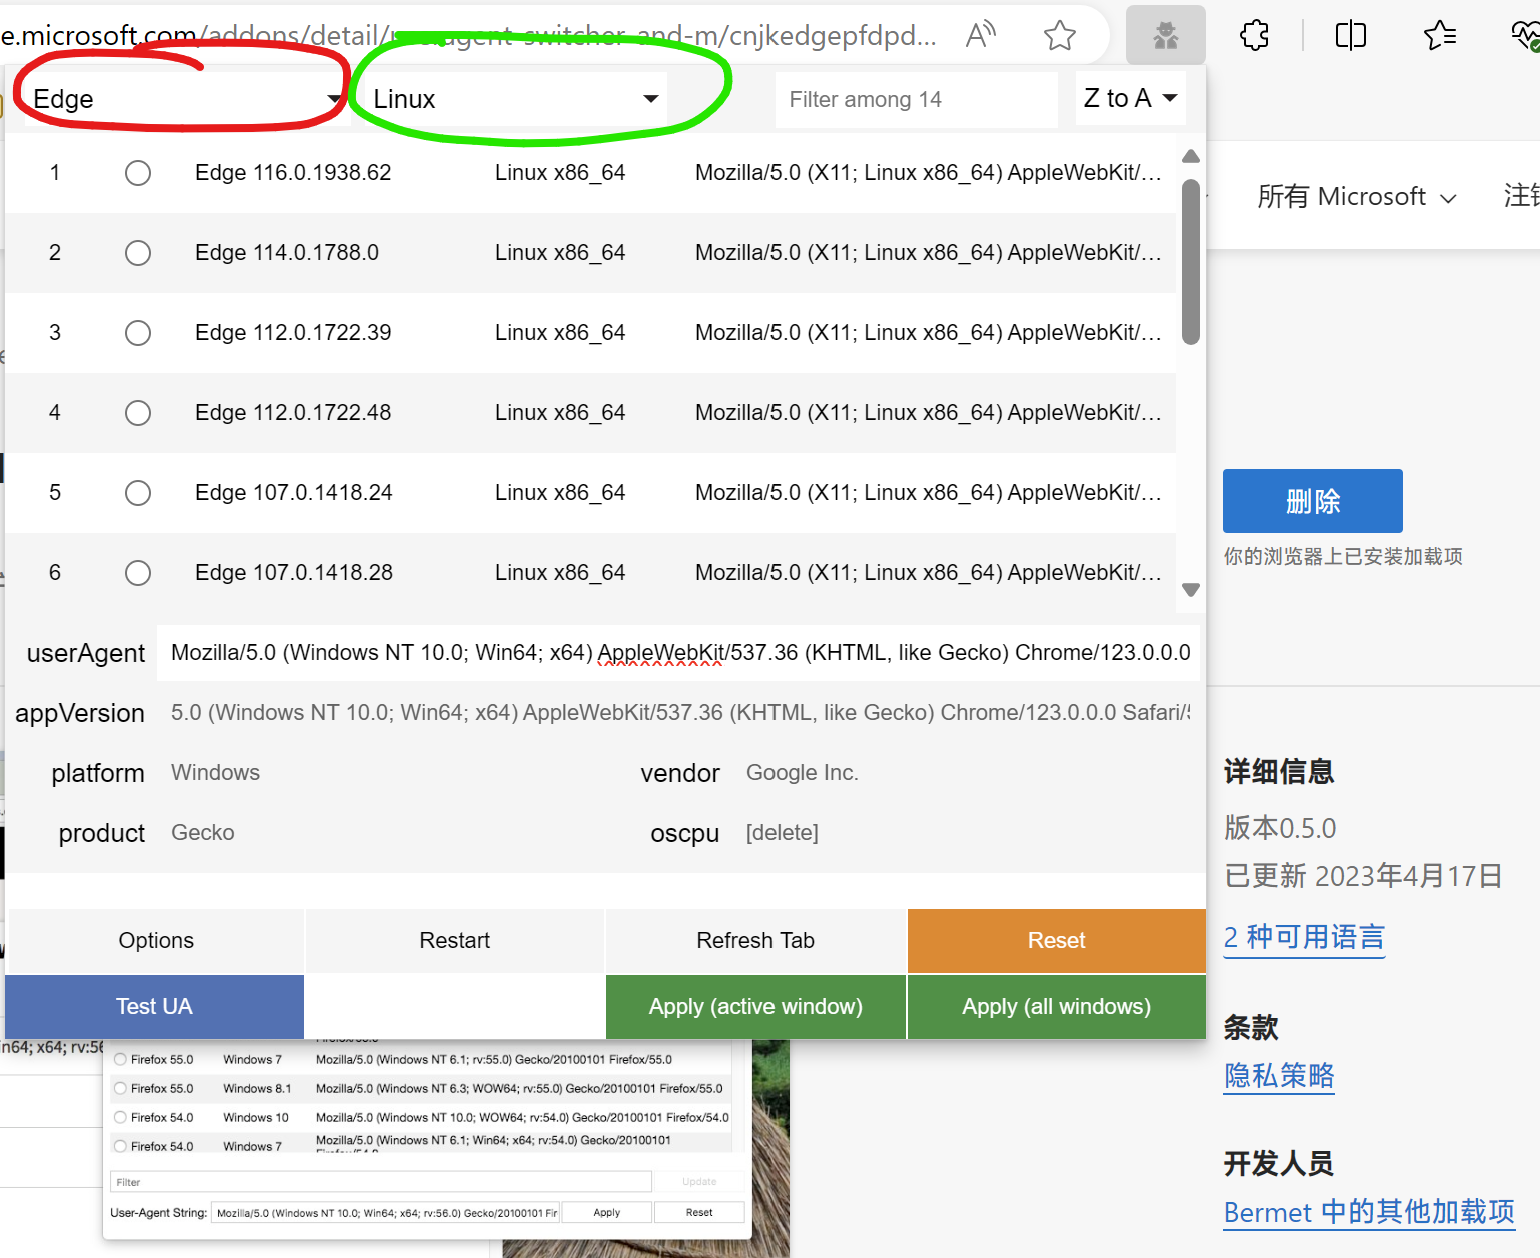 e.microsoft.com/addons/detail/useragent-switcher-and-m/cnjkedgepfdpd...
Edge
Linux
Filter among 14
Z to A
1 Edge 116.0.1938.62 Linux x86_64 Mozilla/5.0 (X11; Linux x86_64) AppleWebKit/...
2 Edge 114.0.1788.0 Linux x86_64 Mozilla/5.0 (X11; Linux x86_64) AppleWebKit/...
3 Edge 112.0.1722.39 Linux x86_64 Mozilla/5.0 (X11; Linux x86_64) AppleWebKit/...
4 Edge 112.0.1722.48 Linux x86_64 Mozilla/5.0 (X11; Linux x86_64) AppleWebKit/...
5 Edge 107.0.1418.24 Linux x86_64 Mozilla/5.0 (X11; Linux x86_64) AppleWebKit/...
6 Edge 107.0.1418.28 Linux x86_64 Mozilla/5.0 (X11; Linux x86_64) AppleWebKit/...
userAgent Mozilla/5.0 (Windows NT 10.0; Win64; x64) AppleWebKit/537.36 (KHTML, like Gecko) Chrome/123.0.0.0
appVersion 5.0 (Windows NT 10.0; Win64; x64) AppleWebKit/537.36 (KHTML, like Gecko) Chrome/123.0.0.0 Safari/5
platform Windows vendor Google Inc.
product Gecko oscpu [delete]
Options Restart Refresh Tab Reset
Test UA Apply (active window) Apply (all windows)
所有 Microsoft 注销
删除
你的浏览器上已安装加载项
详细信息
版本0.5.0
已更新 2023年4月17日
2 种可用语言
条款
隐私策略
开发人员
Bermet 中的其他加载项
in64; x64; rv:56
Firefox 55.0 Windows 7 Mozilla/5.0 (Windows NT 6.1; rv:55.0) Gecko/20100101 Firefox/55.0
Firefox 55.0 Windows 8.1 Mozilla/5.0 (Windows NT 6.3; WOW64; rv:55.0) Gecko/20100101 Firefox/55.0
Firefox 54.0 Windows 10 Mozilla/5.0 (Windows NT 10.0; WOW64; rv:54.0) Gecko/20100101 Firefox/54.0
Firefox 54.0 Windows 7 Mozilla/5.0 (Windows NT 6.1; Win64; x64; rv:54.0) Gecko/20100101
Firefox/54.0
Filter Update
User-Agent String: Mozilla/5.0 (Windows NT 10.0; Win64; x64; rv:56.0) Gecko/20100101 Fir Apply Reset